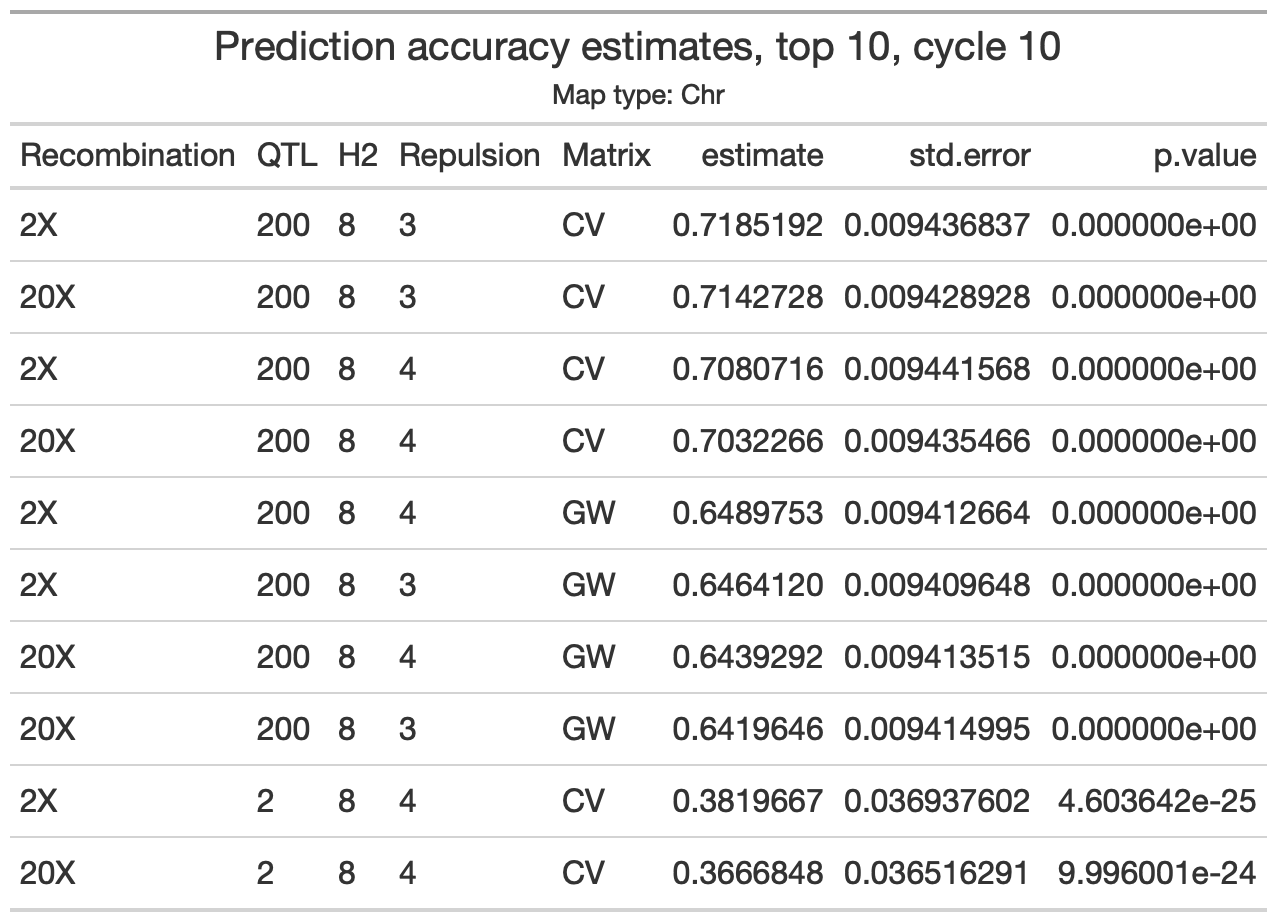 Prediction accuracy estimates, top 10, cycle 10
Map type: Chr
Recombination QTL H2 Repulsion Matrix estimate std.error p.value
2X 200 8 3 CV 0.7185192 0.009436837 0.000000e+00
20X 200 8 3 CV 0.7142728 0.009428928 0.000000e+00
2X 200 8 4 CV 0.7080716 0.009441568 0.000000e+00
20X 200 8 4 CV 0.7032266 0.009435466 0.000000e+00
2X 200 8 4 GW 0.6489753 0.009412664 0.000000e+00
2X 200 8 3 GW 0.6464120 0.009409648 0.000000e+00
20X 200 8 4 GW 0.6439292 0.009413515 0.000000e+00
20X 200 8 3 GW 0.6419646 0.009414995 0.000000e+00
2X 2 8 4 CV 0.3819667 0.036937602 4.603642e-25
20X 2 8 4 CV 0.3666848 0.036516291 9.996001e-24